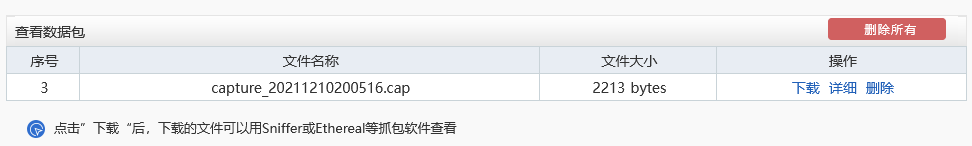 查看数据包 删除所有
序号 文件名称 文件大小 操作
3 capture_20211210200516.cap 2213 bytes 下载 详细 删除
点击”下载“后，下载的文件可以用Sniffer或Ethereal等抓包软件查看